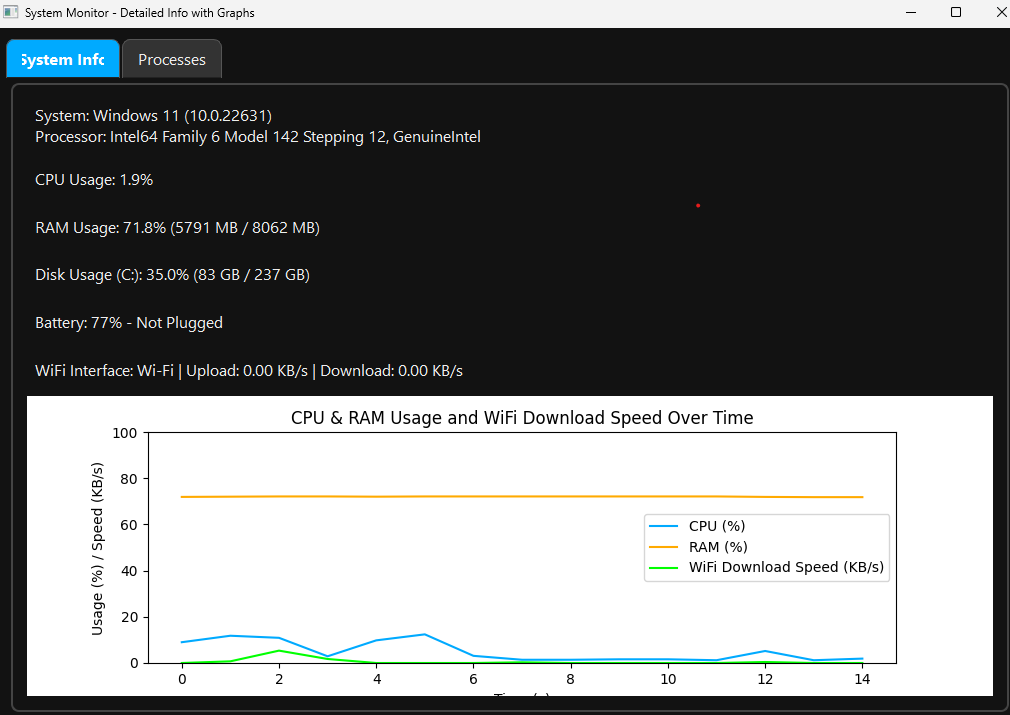 System Monitor - Detailed Info with Graphs
System Info
Processes
System: Windows 11 (10.0.22631)
Processor: Intel64 Family 6 Model 142 Stepping 12, GenuineIntel
CPU Usage: 1.9%
RAM Usage: 71.8% (5791 MB / 8062 MB)
Disk Usage (C:): 35.0% (83 GB / 237 GB)
Battery: 77% - Not Plugged
WiFi Interface: Wi-Fi | Upload: 0.00 KB/s | Download: 0.00 KB/s
CPU & RAM Usage and WiFi Download Speed Over Time
Usage (%) / Speed (KB/s)
100
80
60
40
20
0
CPU (%)
RAM (%)
WiFi Download Speed (KB/s)
0 2 4 6 8 10 12 14